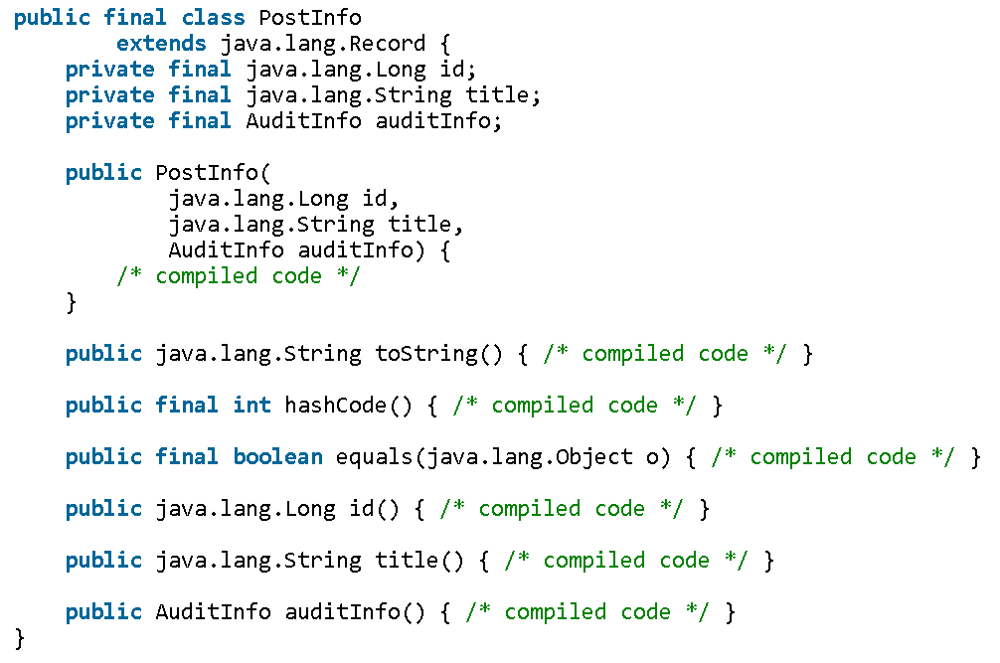 public final class PostInfo
        extends java.lang.Record {
    private final java.lang.Long id;
    private final java.lang.String title;
    private final AuditInfo auditInfo;

    public PostInfo(
            java.lang.Long id,
            java.lang.String title,
            AuditInfo auditInfo) {
        /* compiled code */
    }

    public java.lang.String toString() { /* compiled code */ }

    public final int hashCode() { /* compiled code */ }

    public final boolean equals(java.lang.Object o) { /* compiled code */ }

    public java.lang.Long id() { /* compiled code */ }

    public java.lang.String title() { /* compiled code */ }

    public AuditInfo auditInfo() { /* compiled code */ }
}